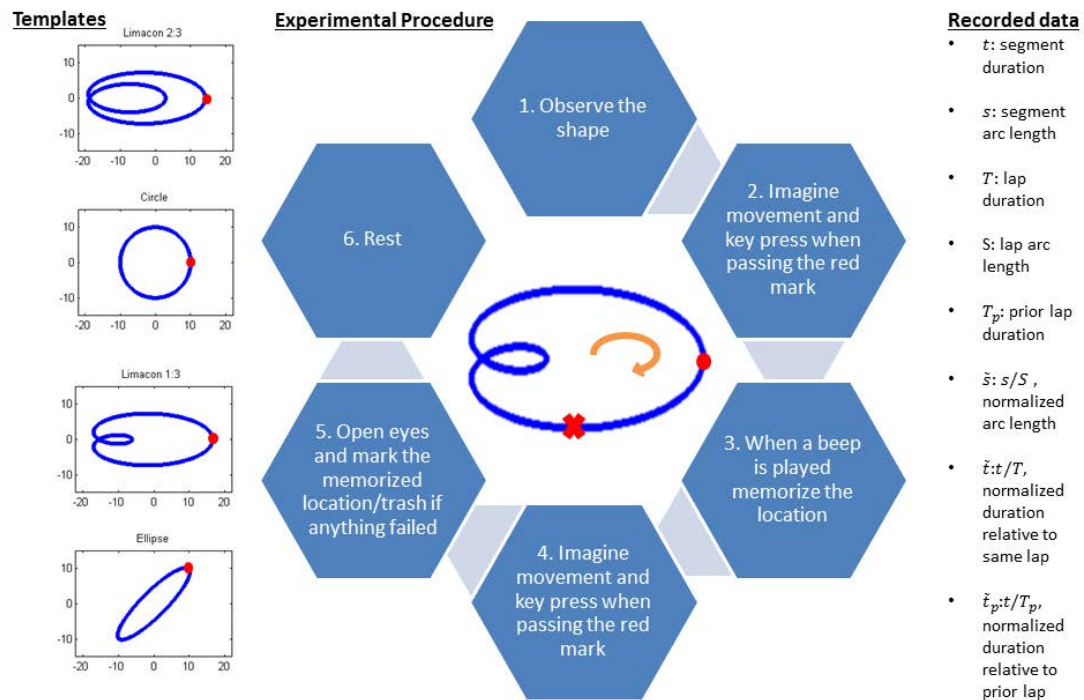 Templates
Limacon 2:3
10
0
-10
-20 -10 0 10 20
Circle
10
0
-10
-20 -10 0 10 20
Limacon 1:3
10
0
-10
-20 -10 0 10 20
Ellipse
10
0
-10
-20 -10 0 10 20
Experimental Procedure
1. Observe the
shape
2. Imagine
movement and
key press when
passing the red
mark
3. When a beep
is played
memorize the
location
4. Imagine
movement and
key press when
passing the red
mark
5. Open eyes
and mark the
memorized
location/trash if
anything failed
6. Rest
Recorded data
• t: segment
duration
• s: segment
arc length
• T: lap
duration
• S: lap arc
length
• Tₚ: prior lap
duration
• s̃: s/S ,
normalized
arc length
• t̃:t/T,
normalized
duration
relative to
same lap
• t̃ₚ:t/Tₚ,
normalized
duration
relative to
prior lap